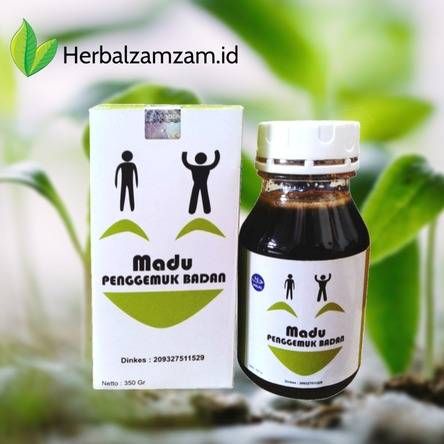 Herbalzamzam.id
Madu
PENGGEMUK BADAN
Dinkes : 209327511529
Netto : 350 Gr
Madu
PENGGEMUK BADAN
Dinkes : 209327511529